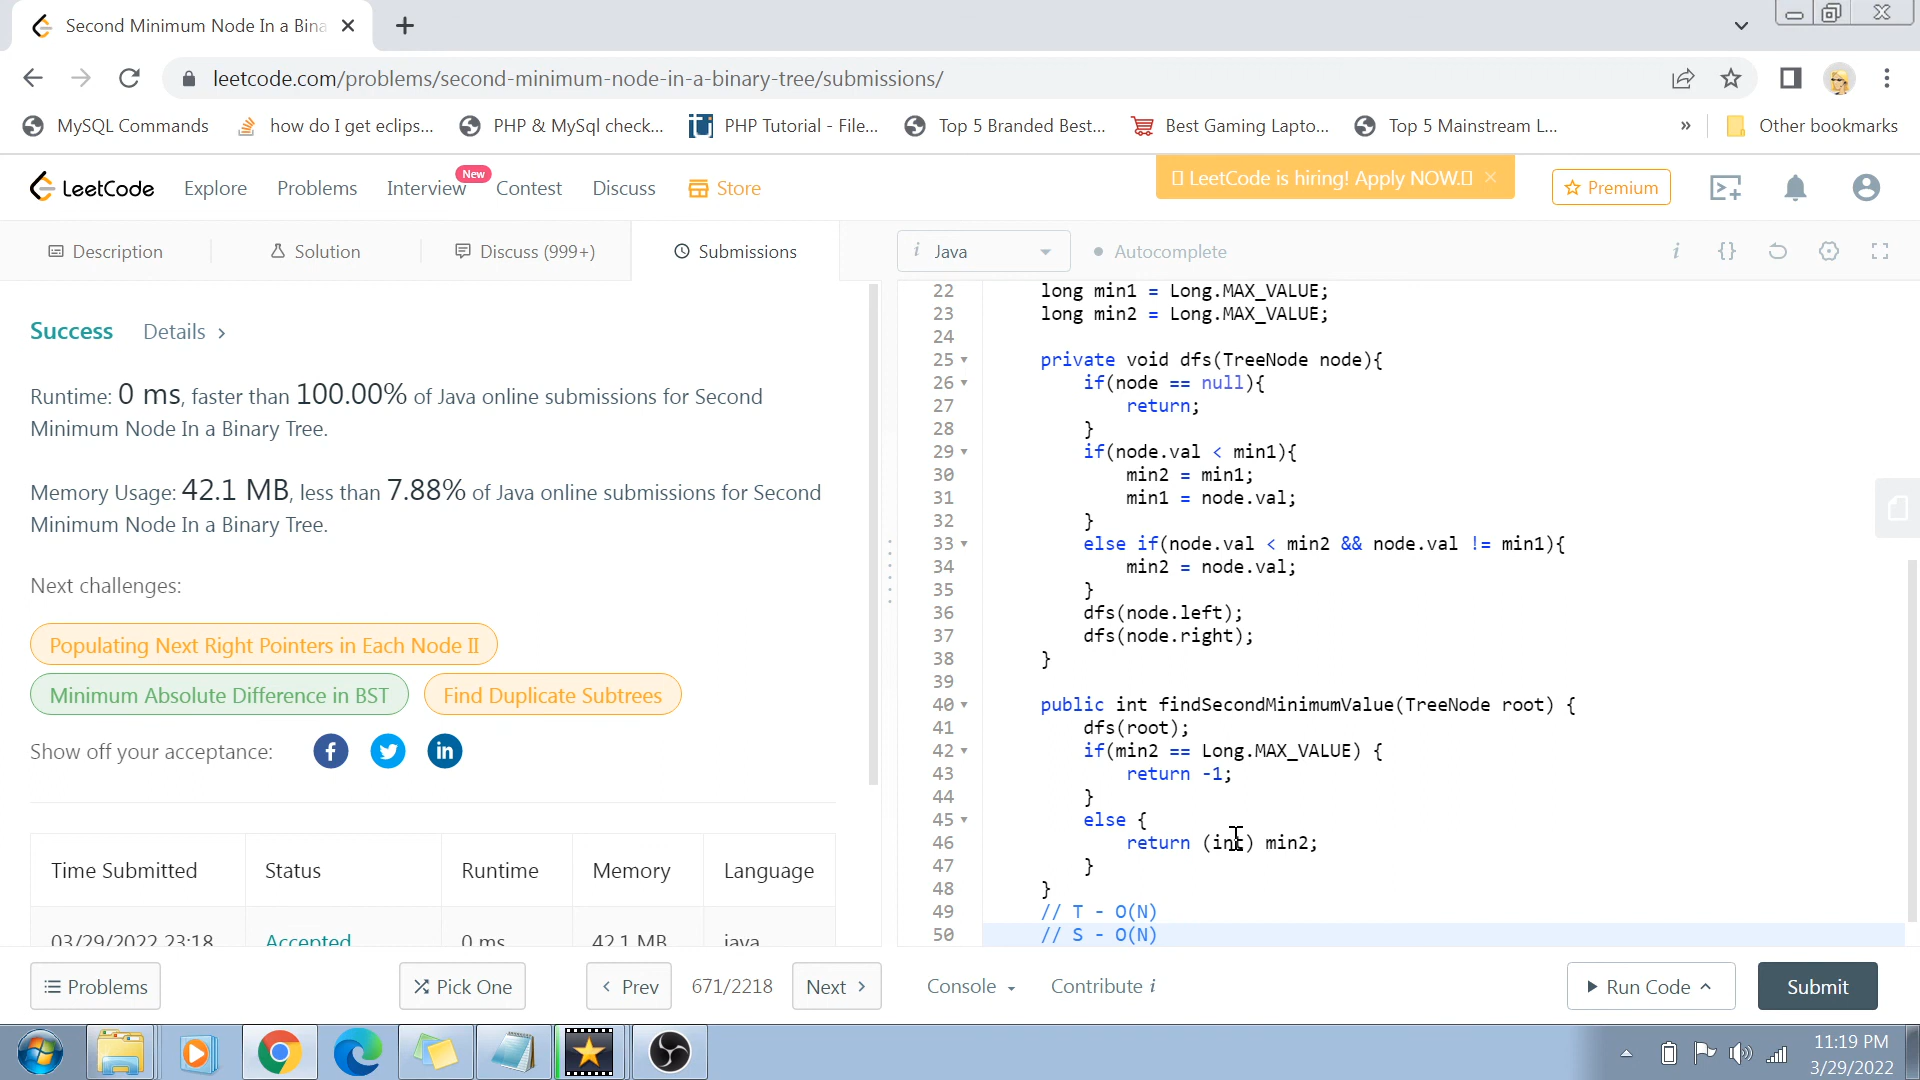 Second Minimum Node In a Bina
leetcode.com/problems/second-minimum-node-in-a-binary-tree/submissions/
MySQL Commands
how do I get eclips...
PHP & MySql check...
PHP Tutorial - File...
Top 5 Branded Best...
Best Gaming Lapto...
Top 5 Mainstream L...
»
Other bookmarks
LeetCode
Explore
Problems
Interview
New
Contest
Discuss
Store
LeetCode is hiring! Apply NOW.
Premium
Description
Solution
Discuss (999+)
Submissions
i Java
Autocomplete
Success
Details
Runtime: 0 ms, faster than 100.00% of Java online submissions for Second
Minimum Node In a Binary Tree.
Memory Usage: 42.1 MB, less than 7.88% of Java online submissions for Second
Minimum Node In a Binary Tree.
Next challenges:
Populating Next Right Pointers in Each Node II
Minimum Absolute Difference in BST
Find Duplicate Subtrees
Show off your acceptance:
Time Submitted Status Runtime Memory Language
03/29/2022 23:18 Accepted 0 ms 42.1 MB java
22 long min1 = Long.MAX_VALUE;
23 long min2 = Long.MAX_VALUE;
24
25 private void dfs(TreeNode node){
26 if(node == null){
27 return;
28 }
29 if(node.val < min1){
30 min2 = min1;
31 min1 = node.val;
32 }
33 else if(node.val < min2 && node.val != min1){
34 min2 = node.val;
35 }
36 dfs(node.left);
37 dfs(node.right);
38 }
39
40 public int findSecondMinimumValue(TreeNode root) {
41 dfs(root);
42 if(min2 == Long.MAX_VALUE) {
43 return -1;
44 }
45 else {
46 return (int) min2;
47 }
48 }
49 // T - O(N)
50 // S - O(N)
Problems
Pick One
Prev
671/2218
Next
Console
Contribute i
Run Code
Submit
11:19 PM
3/29/2022